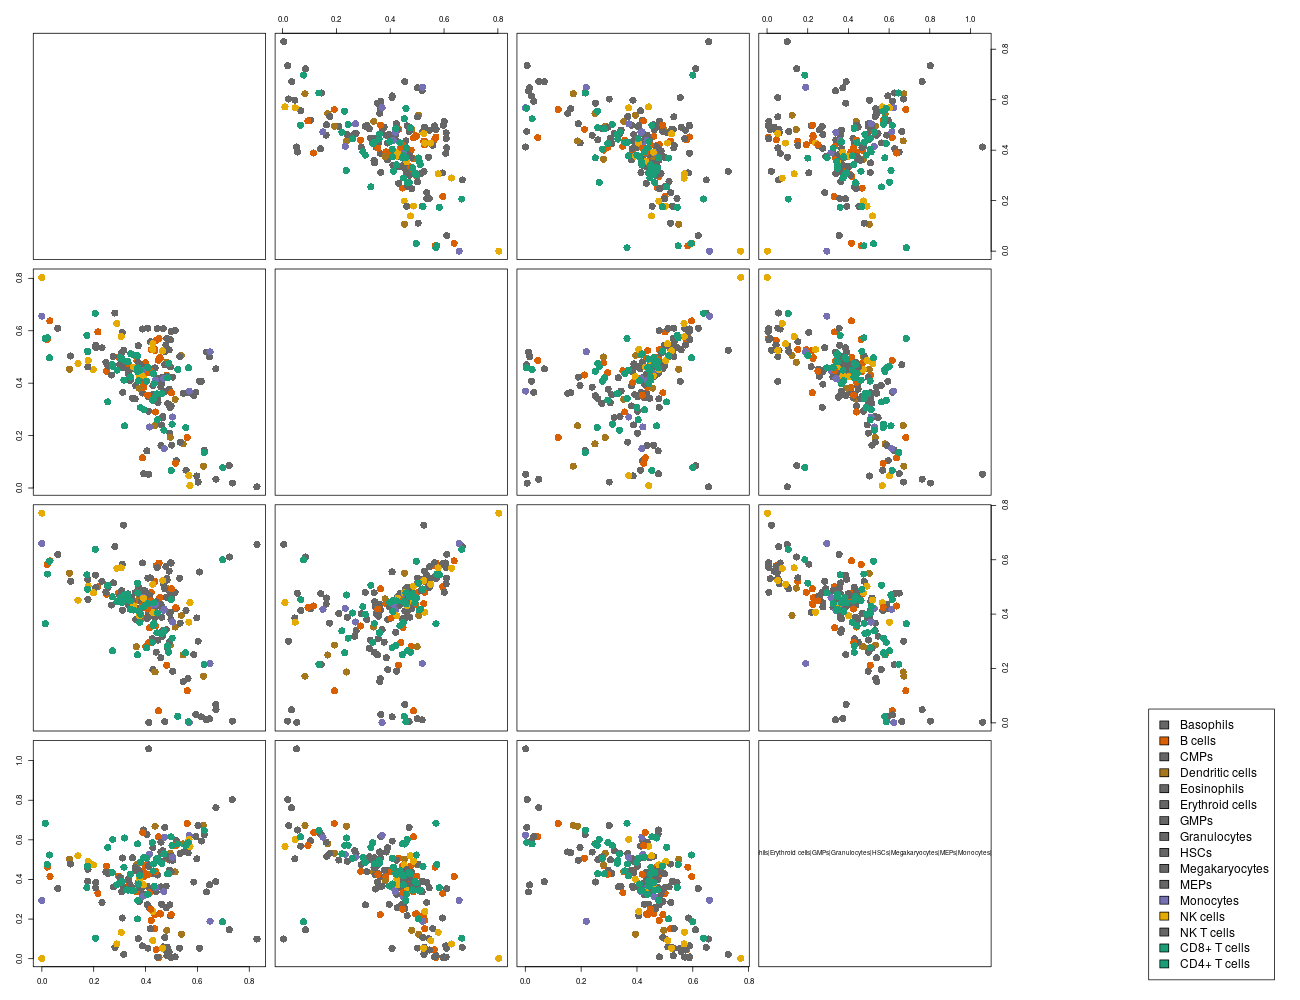 0.0 0.2 0.4 0.6 0.8
0.0 0.2 0.4 0.6 0.8 1.0
0.0 0.2 0.4 0.6 0.8
0.0 0.2 0.4 0.6 0.8
0.0 0.2 0.4 0.6 0.8
0.0 0.2 0.4 0.6 0.8 1.0
hils|Erythroid cells|GMPs|Granulocytes|HSCs|Megakaryocytes|MEPs|Monocytes|
0.0 0.2 0.4 0.6 0.8
0.0 0.2 0.4 0.6 0.8
Basophils
B cells
CMPs
Dendritic cells
Eosinophils
Erythroid cells
GMPs
Granulocytes
HSCs
Megakaryocytes
MEPs
Monocytes
NK cells
NK T cells
CD8+ T cells
CD4+ T cells